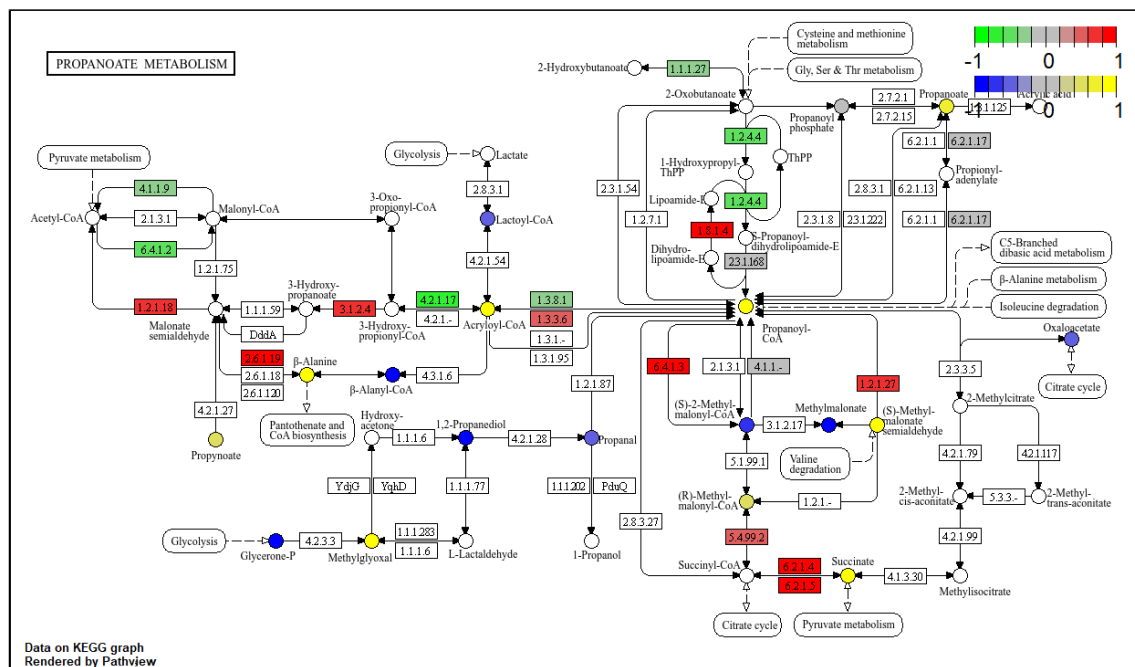 PROPANOATE METABOLISM
Cysteine and methionine
metabolism
Gly, Ser & Thr metabolism
-1 0 1
-1 0 1
2-Hydroxybutanoate
1.1.1.27
2-Oxobutanoate
Propanoyl
phosphate
2.7.2.1
2.7.2.15
Propanoate
1.3.1.125
Acrylic acid
1.2.4.4
6.2.1.1
6.2.1.17
Pyruvate metabolism
Glycolysis
Lactate
1-Hydroxypropyl-
ThPP
ThPP
Propionyl-
adenylate
4.1.1.9
2.8.3.1
2.3.1.54
Lipoamide-E
1.2.4.4
2.8.3.1
6.2.1.13
Acetyl-CoA
2.1.3.1
Malonyl-CoA
3-Oxo-
propionyl-CoA
Lactoyl-CoA
1.2.7.1
1.8.1.4
S-Propanoyl-
dihydrolipoamide-E
2.3.1.8
2.3.1.222
6.2.1.1
6.2.1.17
6.4.1.2
4.2.1.54
Dihydro-
lipoamide-E
2.3.1.168
C5-Branched
dibasic acid metabolism
1.2.1.75
β-Alanine metabolism
1.2.1.18
Malonate
semialdehyde
1.1.1.59
3-Hydroxy-
propanoate
3.1.2.4
3-Hydroxy-
propionyl-CoA
4.2.1.17
4.2.1.-
Acryloyl-CoA
1.3.8.1
1.3.3.6
1.3.1.-
1.3.1.95
Propanoyl-
CoA
Isoleucine degradation
DddA
Oxaloacetate
2.6.1.19
2.6.1.18
2.6.1.120
β-Alanine
β-Alanyl-CoA
4.3.1.6
1.2.1.87
6.4.1.3
2.1.3.1
4.1.1.-
1.2.1.27
2.3.3.5
Citrate cycle
4.2.1.27
Pantothenate and
CoA biosynthesis
Hydroxy-
acetone
1.1.1.6
1,2-Propanediol
4.2.1.28
Propanal
(S)-2-Methyl-
malonyl-CoA
3.1.2.17
Methylmalonate
(S)-Methyl-
malonate
semialdehyde
2-Methylcitrate
Propynoate
Valine
degradation
4.2.1.79
4.2.1.117
5.1.99.1
YdjG
YqhD
1.1.1.77
1.1.1.202
PduQ
(R)-Methyl-
malonyl-CoA
1.2.1.-
2-Methyl-
cis-aconitate
5.3.3.-
2-Methyl-
trans-aconitate
Glycolysis
Glycerone-P
4.2.3.3
Methylglyoxal
1.1.1.283
1.1.1.6
L-Lactaldehyde
1-Propanol
2.8.3.27
5.4.99.2
4.2.1.99
Succinyl-CoA
6.2.1.4
6.2.1.5
Succinate
4.1.3.30
Methylisocitrate
Citrate cycle
Pyruvate metabolism
Data on KEGG graph
Rendered by Pathview